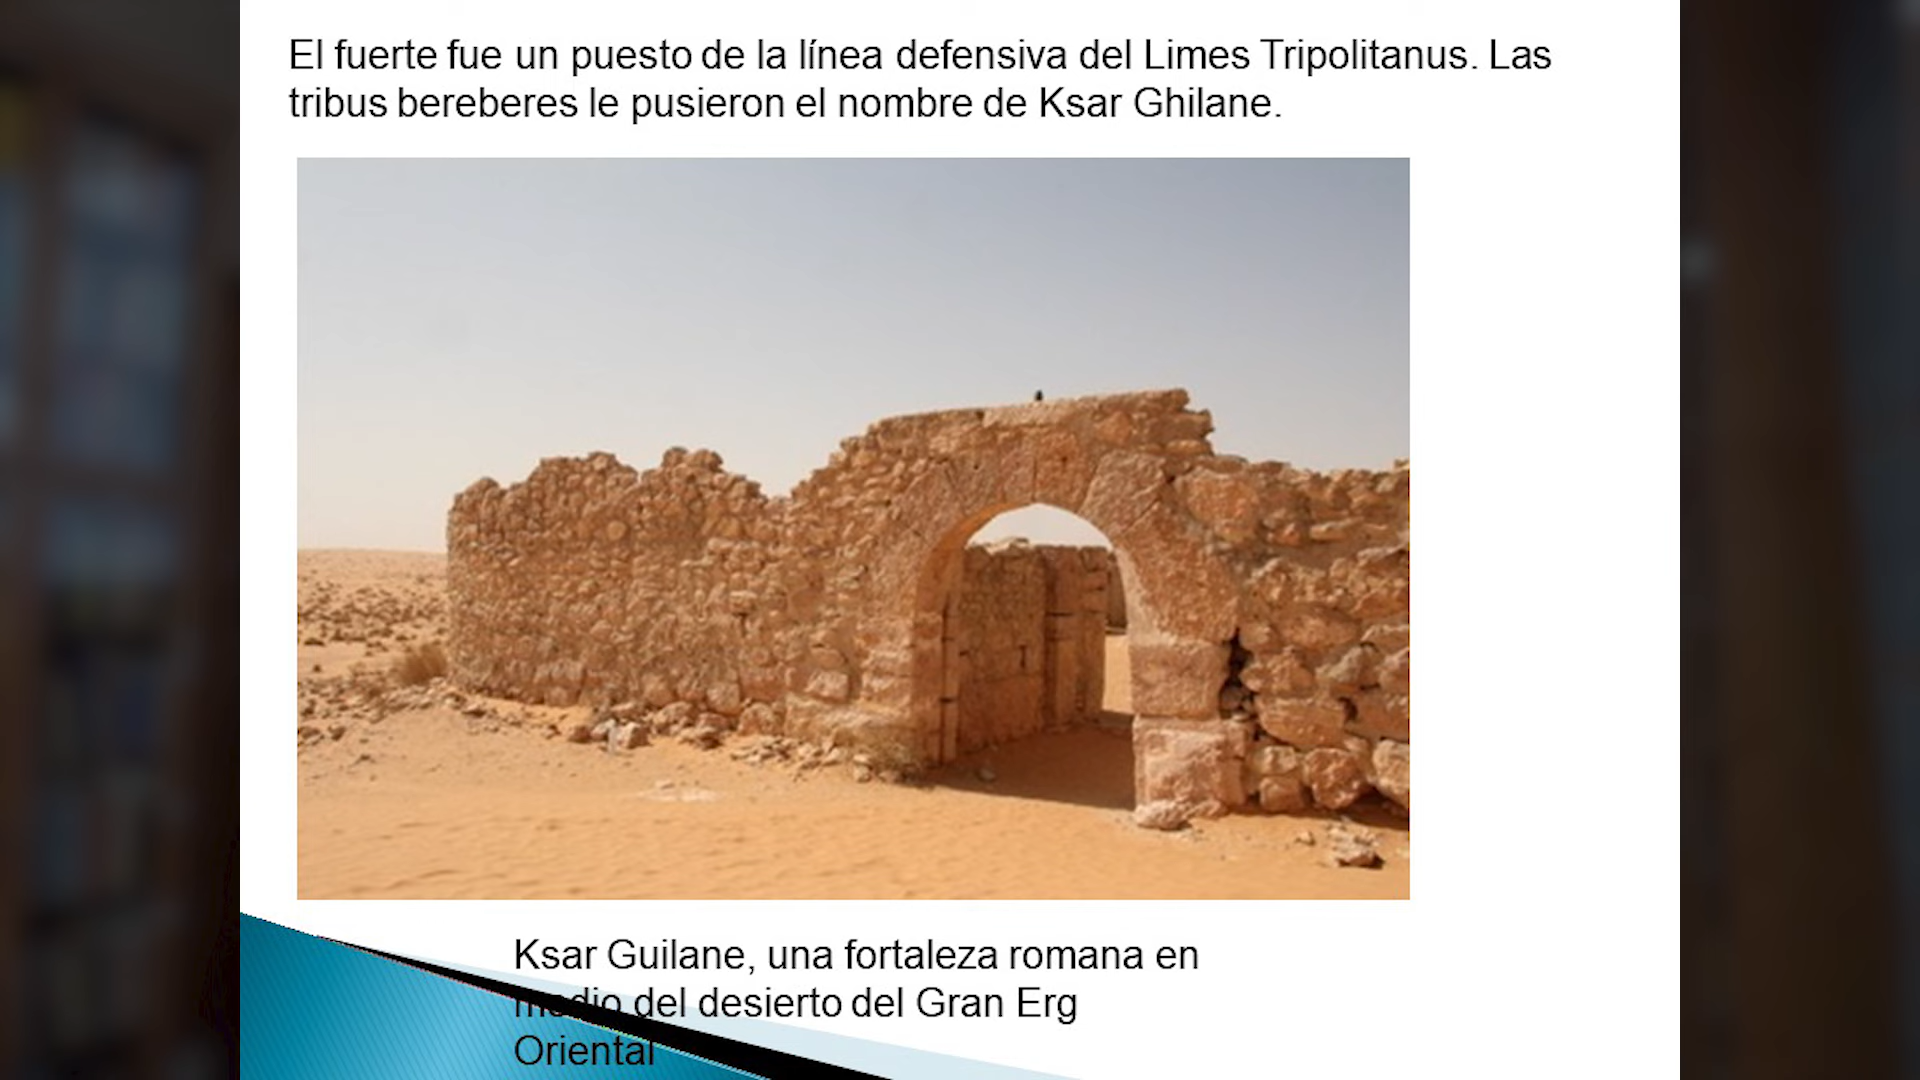 El fuerte fue un puesto de la línea defensiva del Limes Tripolitanus. Las
tribus bereberes le pusieron el nombre de Ksar Ghilane.
Ksar Guilane, una fortaleza romana en
medio del desierto del Gran Erg
Oriental